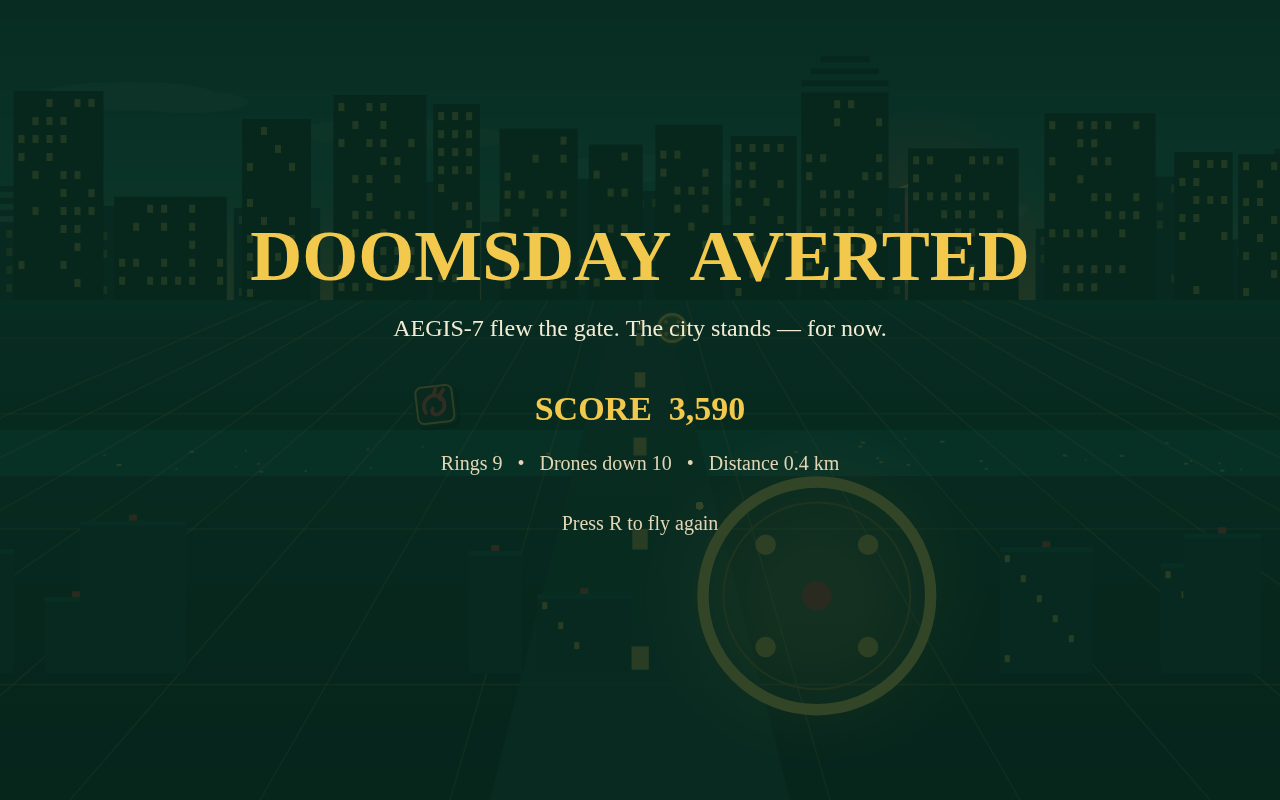 DOOMSDAY AVERTED
AEGIS-7 flew the gate. The city stands — for now.
SCORE 3,590
Rings 9 • Drones down 10 • Distance 0.4 km
Press R to fly again